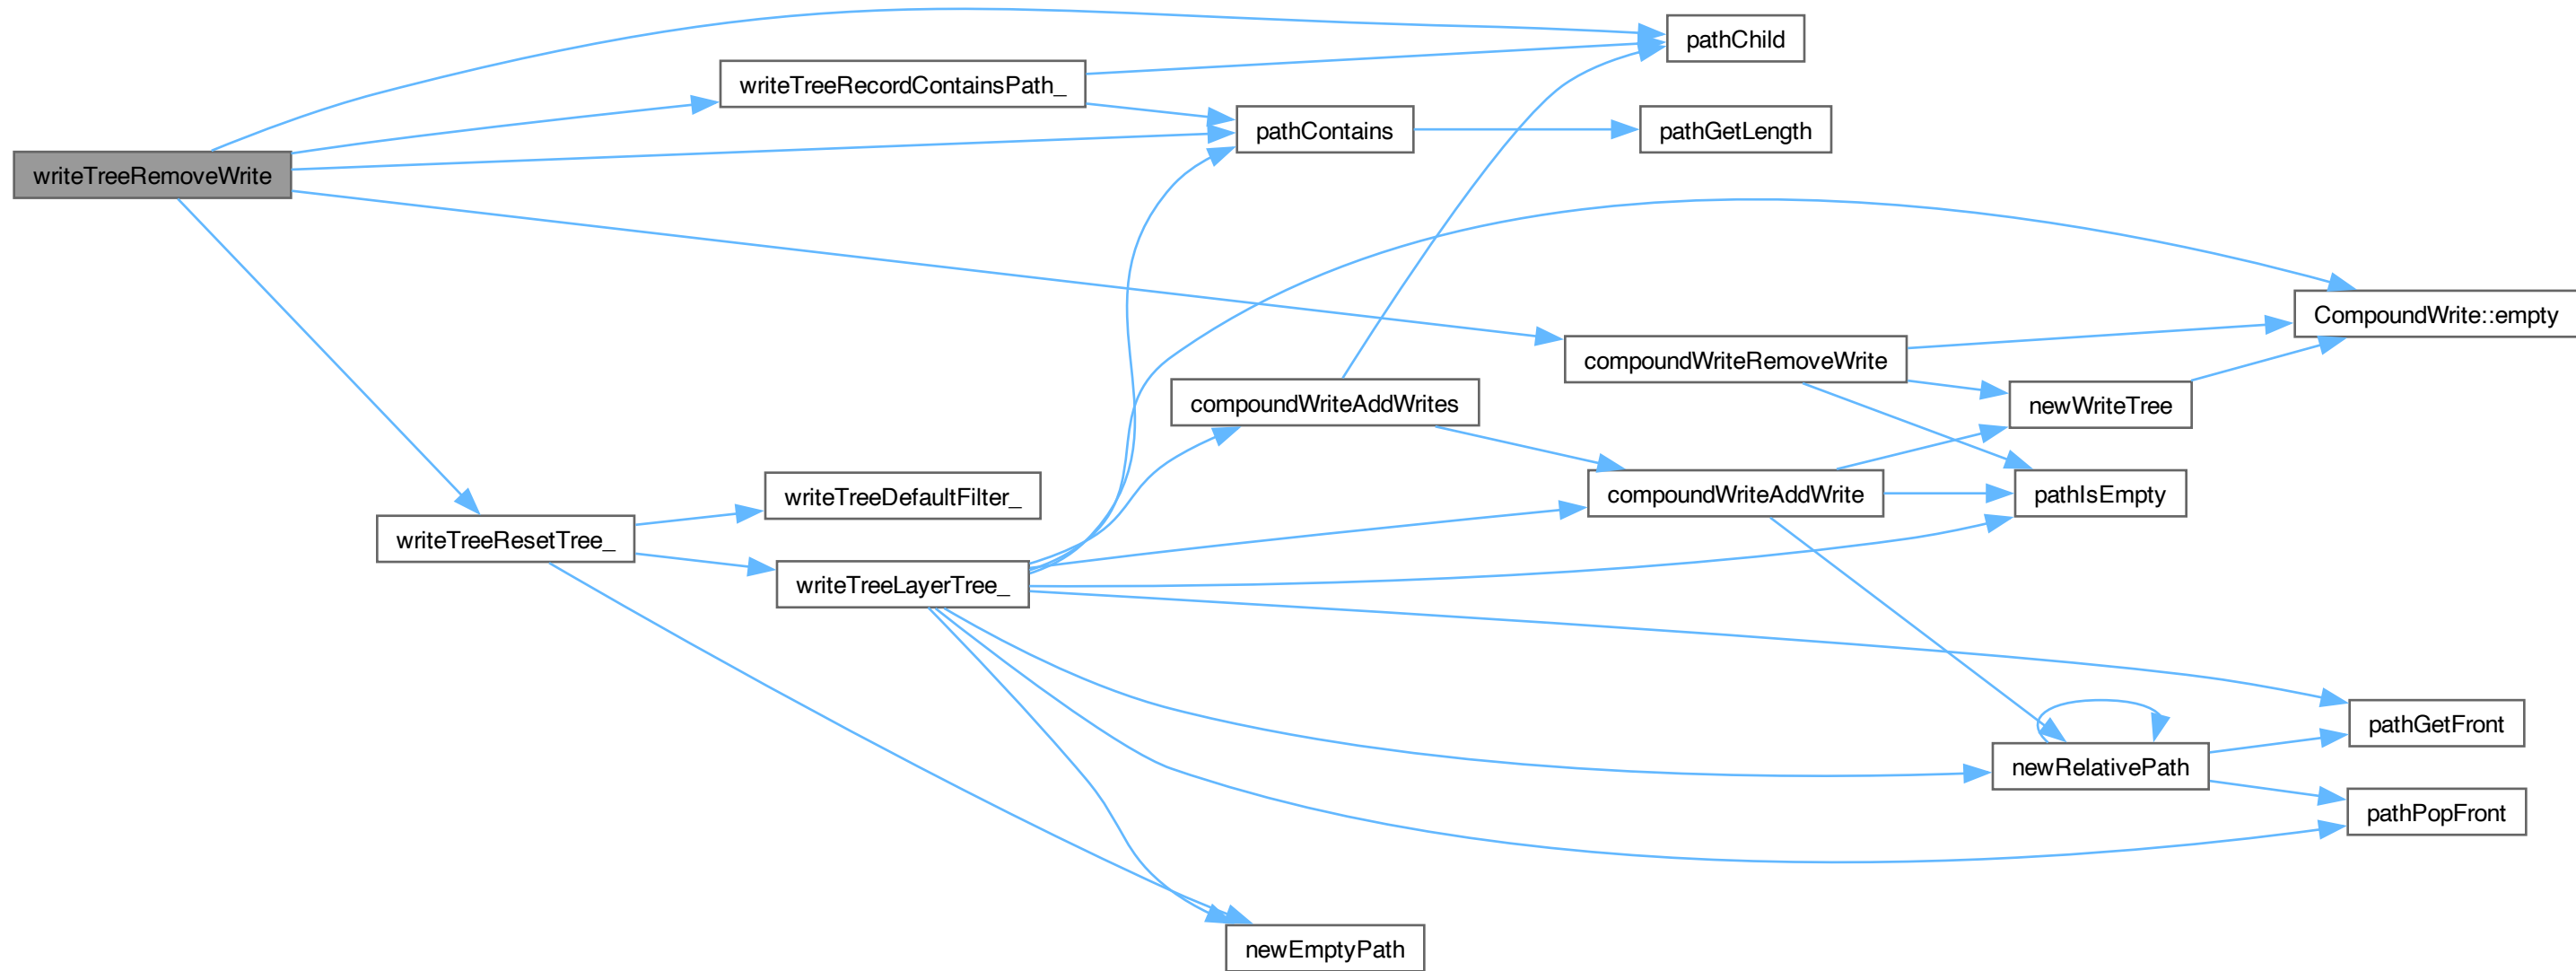 pathChild
writeTreeRecordContainsPath_
pathContains
pathGetLength
writeTreeRemoveWrite
CompoundWrite::empty
compoundWriteRemoveWrite
compoundWriteAddWrites
newWriteTree
writeTreeDefaultFilter_
compoundWriteAddWrite
pathIsEmpty
writeTreeResetTree_
writeTreeLayerTree_
pathGetFront
newRelativePath
pathPopFront
newEmptyPath